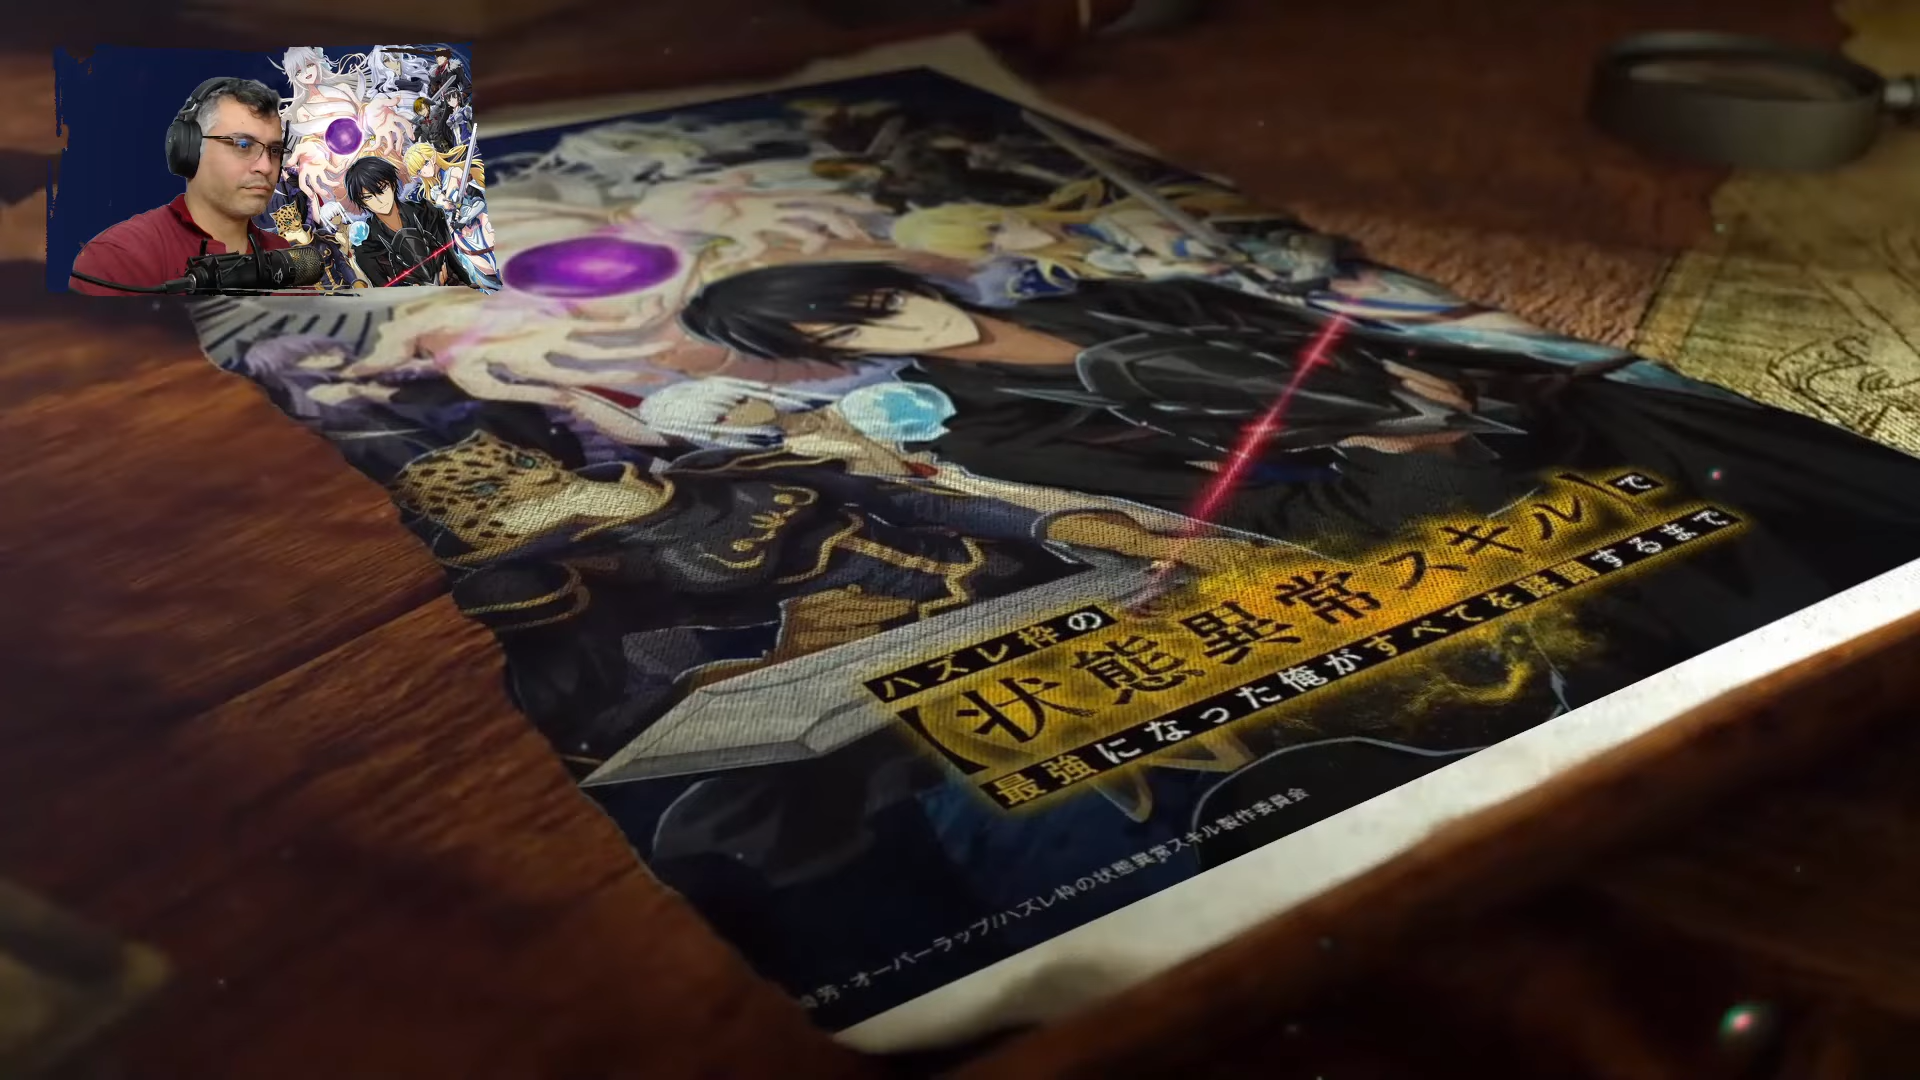 ハズレ枠の
【状態異常スキル】で
最強になった俺がすべてを蹂躙するまで
芳・オーバーラップ/ハズレ枠の状態異常スキル製作委員会